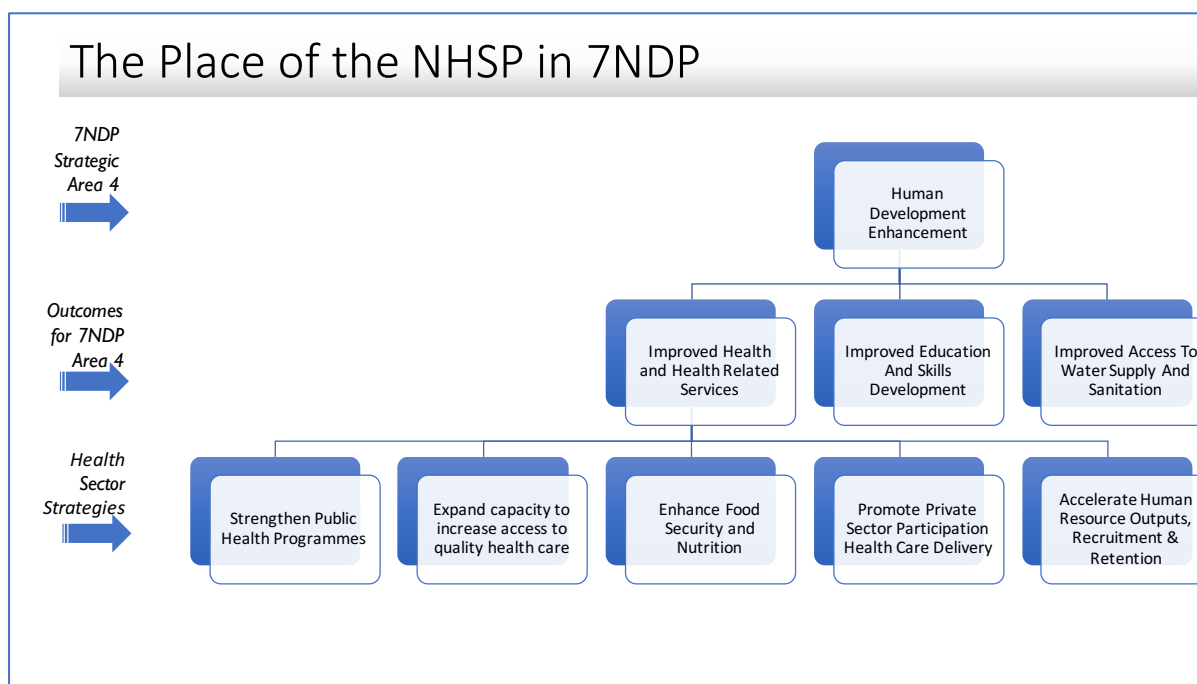 The Place of the NHSP in 7NDP
7NDP
Strategic
Area 4
Human
Development
Enhancement
Outcomes
for 7NDP
Area 4
Improved Health
and Health Related
Services
Improved Education
And Skills
Development
Improved Access To
Water Supply And
Sanitation
Health
Sector
Strategies
Strengthen Public
Health Programmes
Expand capacity to
increase access to
quality health care
Enhance Food
Security and
Nutrition
Promote Private
Sector Participation
Health Care Delivery
Accelerate Human
Resource Outputs,
Recruitment &
Retention